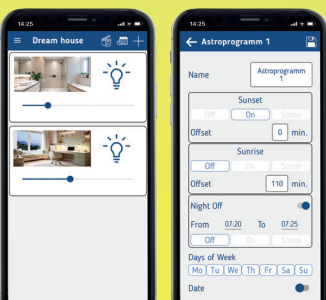 14:25
Dream house
14:25
Astroprogramm 1
Name
Astroprogramm
1
Sunset
Off On Scene
Offset 0 min.
Sunrise
Off On Scene
Offset 110 min.
Night Off
From 07:20 To 07:25
Off On Scene
Days of Week
Mo Tu We Th Fr Sa Su
Date